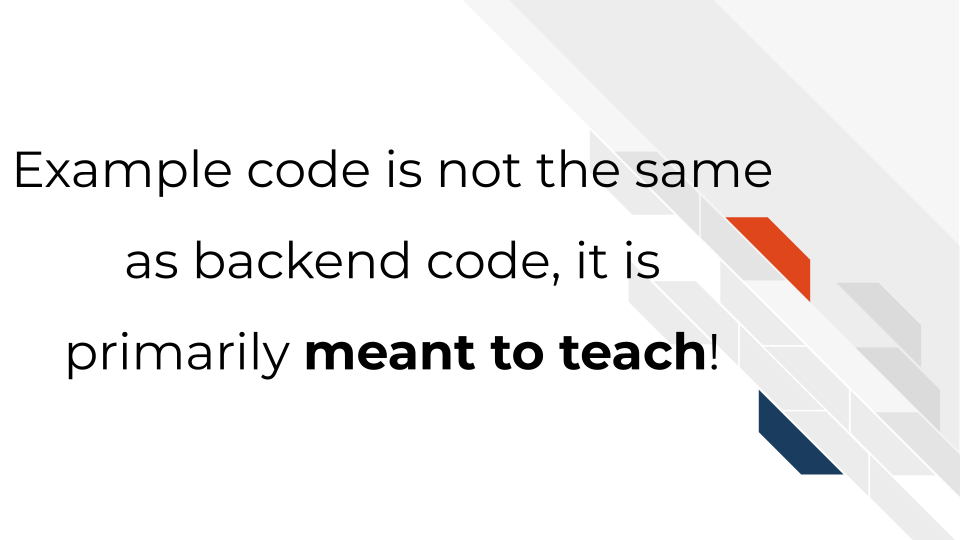 Example code is not the same
as backend code, it is
primarily meant to teach!